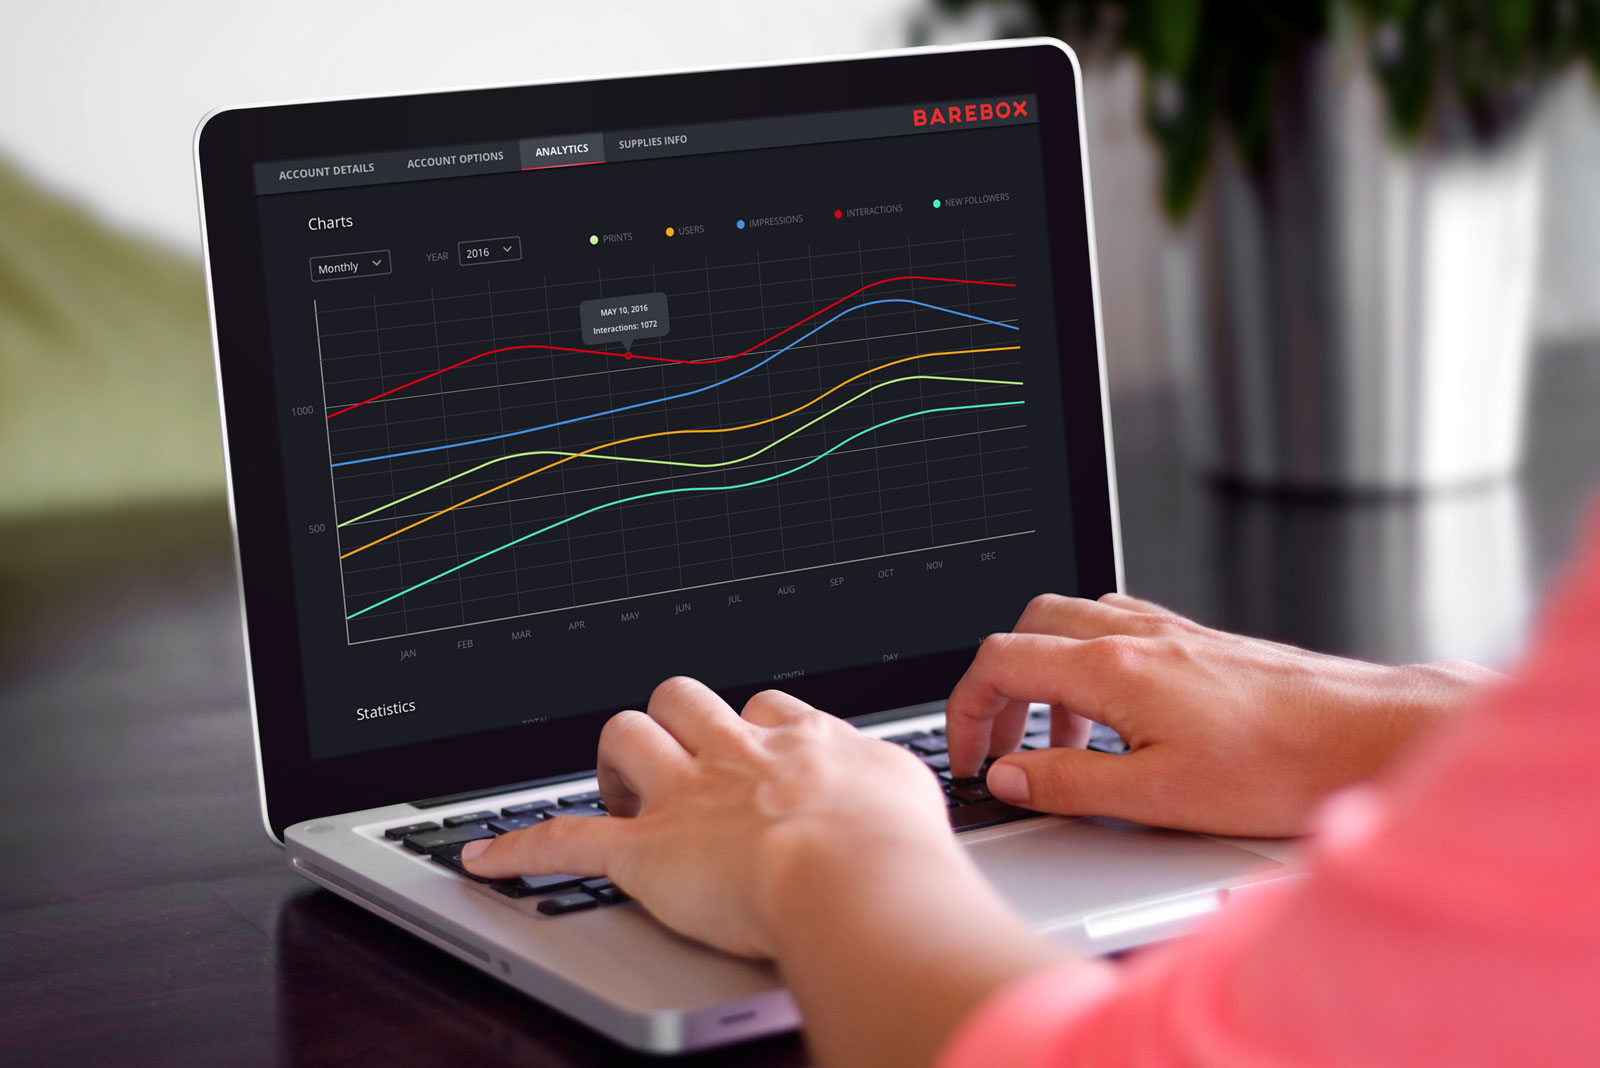 BAREBOX
ACCOUNT DETAILS
ACCOUNT OPTIONS
ANALYTICS
SUPPLIES INFO
Charts
Monthly
YEAR
2016
PRINTS
USERS
IMPRESSIONS
INTERACTIONS
NEW FOLLOWERS
MAY 10, 2016
Interactions: 1072
1000
500
JAN
FEB
MAR
APR
MAY
JUN
JUL
AUG
SEP
OCT
NOV
DEC
Statistics
TOTAL
MONTH
DAY